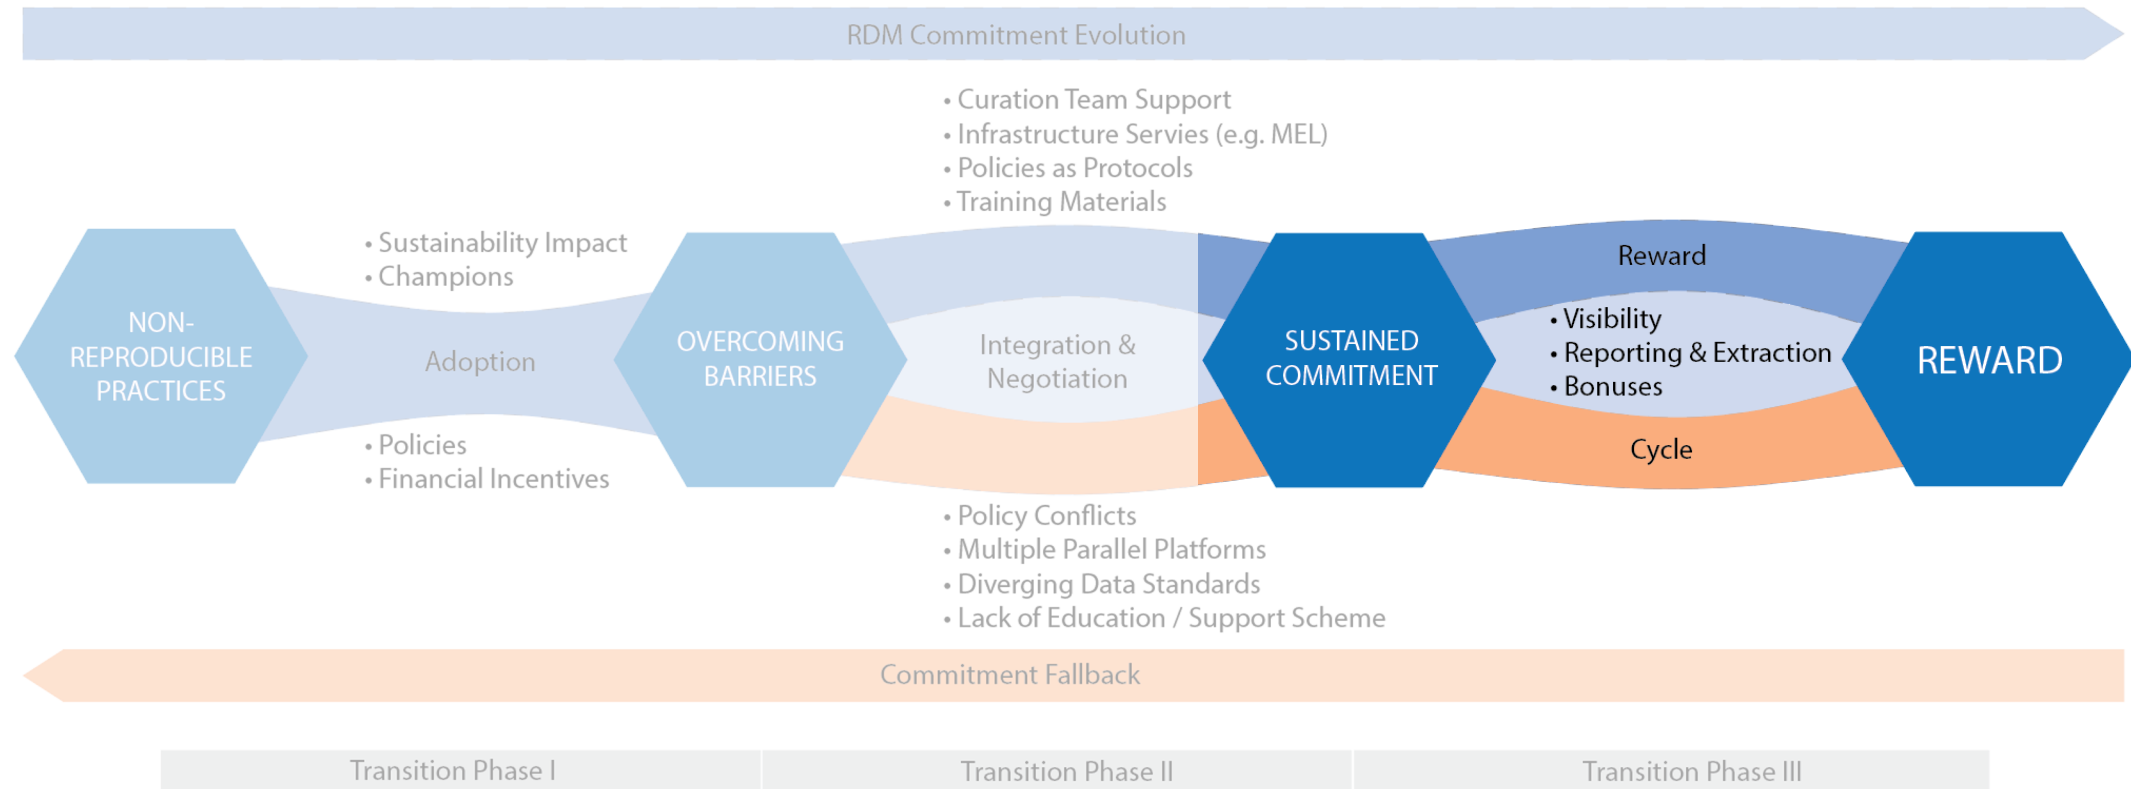 RDM Commitment Evolution
• Curation Team Support
• Infrastructure Servies (e.g. MEL)
• Policies as Protocols
• Training Materials
• Sustainability Impact
• Champions
NON-
REPRODUCIBLE
PRACTICES
Adoption
• Policies
• Financial Incentives
OVERCOMING
BARRIERS
Integration &
Negotiation
• Policy Conflicts
• Multiple Parallel Platforms
• Diverging Data Standards
• Lack of Education / Support Scheme
SUSTAINED
COMMITMENT
Reward
• Visibility
• Reporting & Extraction
• Bonuses
Cycle
REWARD
Commitment Fallback
Transition Phase I
Transition Phase II
Transition Phase III